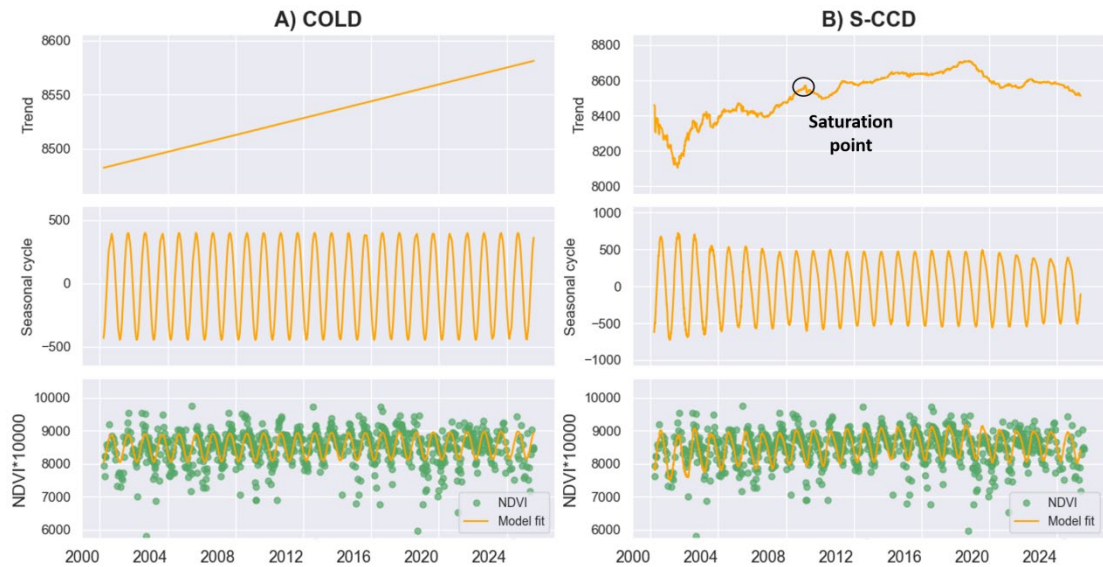 A) COLD
8600
8550
8500
Trend
500
0
−500
Seasonal cycle
10000
9000
8000
7000
6000
NDVI*10000
NDVI
Model fit
2000 2004 2008 2012 2016 2020 2024
B) S-CCD
8800
8600
8400
8200
8000
Trend
Saturation
point
1000
500
0
−500
−1000
Seasonal cycle
10000
9000
8000
7000
6000
NDVI*10000
NDVI
Model fit
2000 2004 2008 2012 2016 2020 2024